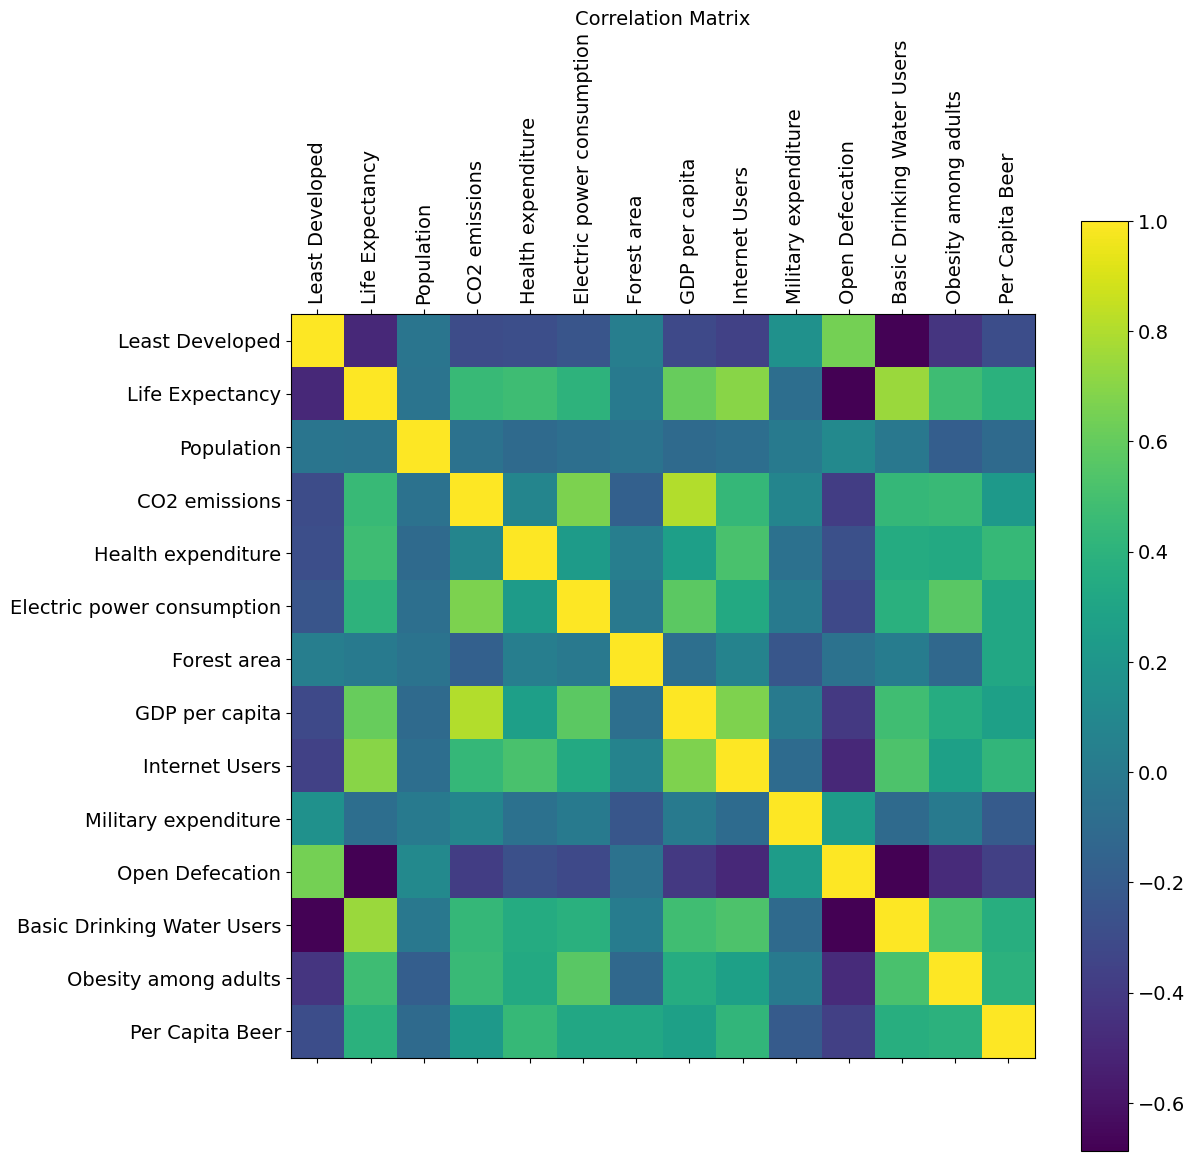 Correlation Matrix
Least Developed
Life Expectancy
Population
CO2 emissions
Health expenditure
Electric power consumption
Forest area
GDP per capita
Internet Users
Military expenditure
Open Defecation
Basic Drinking Water Users
Obesity among adults
Per Capita Beer
Least Developed
Life Expectancy
Population
CO2 emissions
Health expenditure
Electric power consumption
Forest area
GDP per capita
Internet Users
Military expenditure
Open Defecation
Basic Drinking Water Users
Obesity among adults
Per Capita Beer
1.0
0.8
0.6
0.4
0.2
0.0
−0.2
−0.4
−0.6